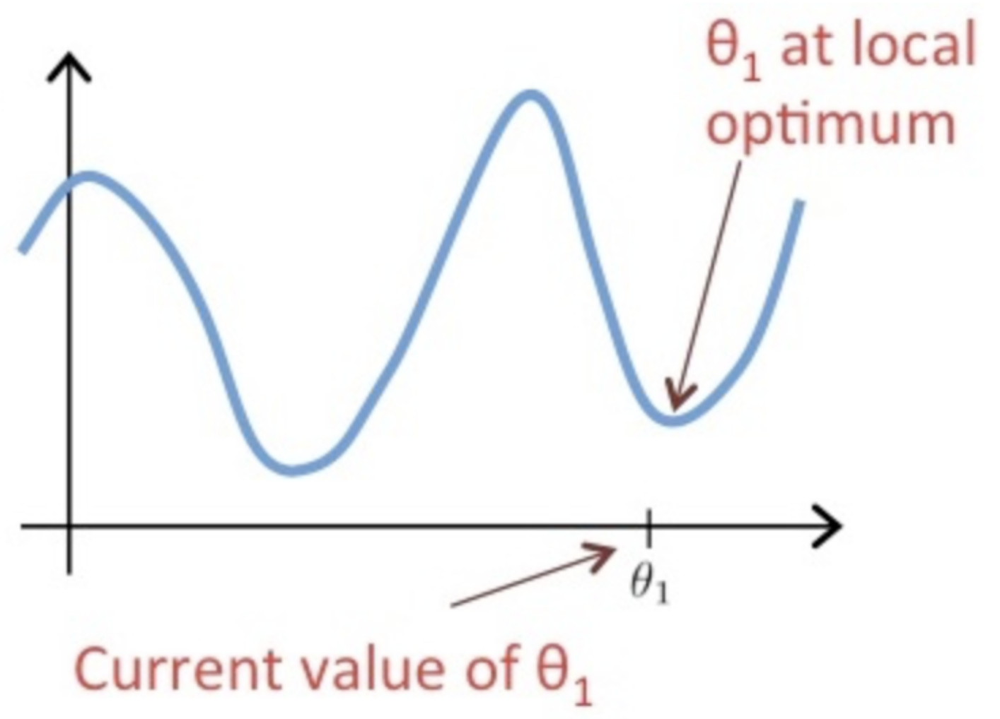 θ₁ at local
optimum
θ₁
Current value of θ₁